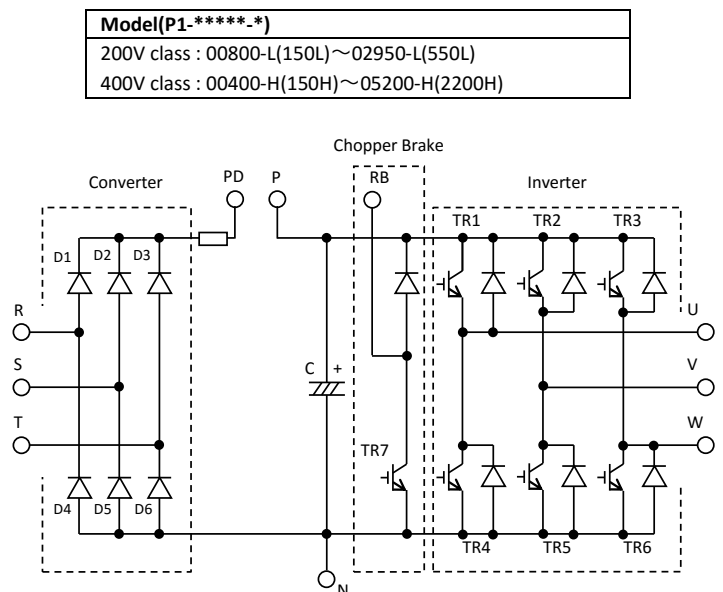 Model(P1-*****-*)
200V class : 00800-L(150L)～02950-L(550L)
400V class : 00400-H(150H)～05200-H(2200H)
Chopper Brake
Converter
PD
P
RB
Inverter
TR1
TR2
TR3
D1
D2
D3
R
U
S
C
+
V
T
W
TR7
D4
D5
D6
TR4
TR5
TR6
N